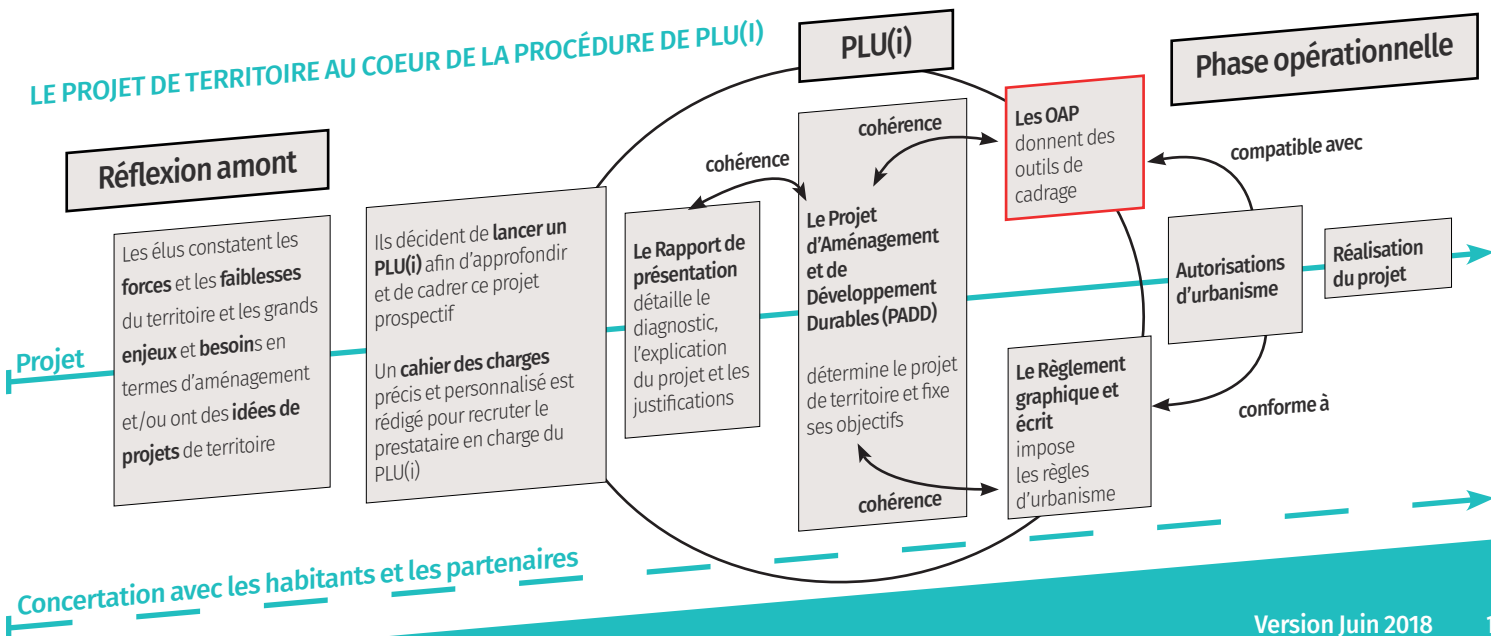 LE PROJET DE TERRITOIRE AU COEUR DE LA PROCÉDURE DE PLU(I)
Réflexion amont
PLU(i)
Phase opérationnelle
Projet
Les élus constatent les
forces et les faiblesses
du territoire et les grands
enjeux et besoins en
termes d'aménagement
et/ou ont des idées de
projets de territoire
Ils décident de lancer un
PLU(i) afin d'approfondir
et de cadrer ce projet
prospectif
Un cahier des charges
précis et personnalisé est
rédigé pour recruter le
prestataire en charge du
PLU(i)
cohérence
Le Rapport de
présentation
détaille le
diagnostic,
l'explication
du projet et les
justifications
cohérence
Le Projet
d'Aménagement
et de
Développement
Durables (PADD)
détermine le projet
de territoire et fixe
ses objectifs
cohérence
Les OAP
donnent des
outils de
cadrage
Le Règlement
graphique et
écrit
impose
les règles
d'urbanisme
compatible avec
Autorisations
d'urbanisme
conforme à
Réalisation
du projet
Concertation avec les habitants et les partenaires
Version Juin 2018 1